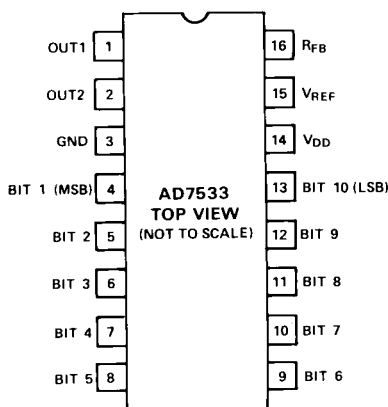 OUT1 1 16 RFB
OUT2 2 15 VREF
GND 3 14 VDD
BIT 1 (MSB) 4 13 BIT 10 (LSB)
AD7533
TOP VIEW
(NOT TO SCALE)
BIT 2 5 12 BIT 9
BIT 3 6 11 BIT 8
BIT 4 7 10 BIT 7
BIT 5 8 9 BIT 6